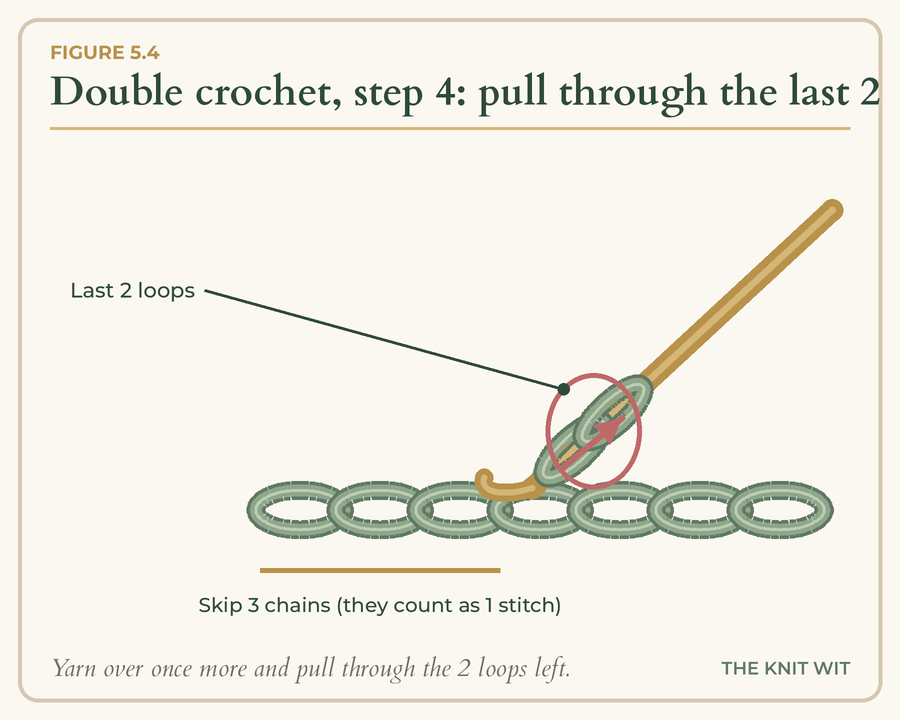 FIGURE 5.4
Double crochet, step 4: pull through the last 2
Last 2 loops
Skip 3 chains (they count as 1 stitch)
Yarn over once more and pull through the 2 loops left.
THE KNIT WIT